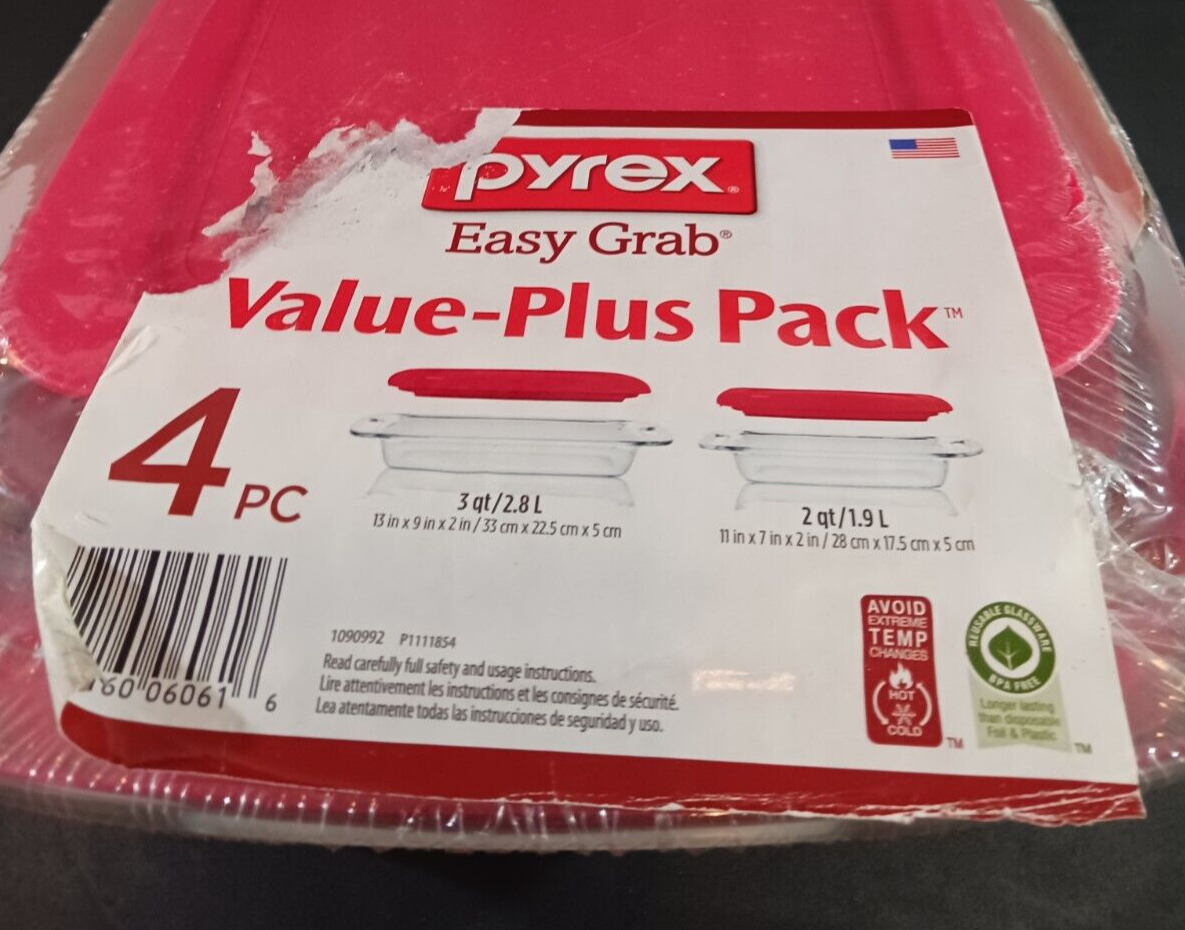 pyrex®
Easy Grab®
Value-Plus Pack™
4 PC
3 qt/2.8 L
13 in x 9 in x 2 in / 33 cm x 22.5 cm x 5 cm
2 qt/1.9 L
11 in x 7 in x 2 in / 28 cm x 17.5 cm x 5 cm
1090992 P1111854
Read carefully full safety and usage instructions.
Lire attentivement les instructions et les consignes de sécurité.
Lea atentamente todas las instrucciones de seguridad y uso.
60 06061 6
AVOID
EXTREME
TEMP
CHANGES
HOT
COLD
TM
REUSABLE GLASSWARE
BPA FREE
Longer lasting
than disposable
Foil & Plastic
TM